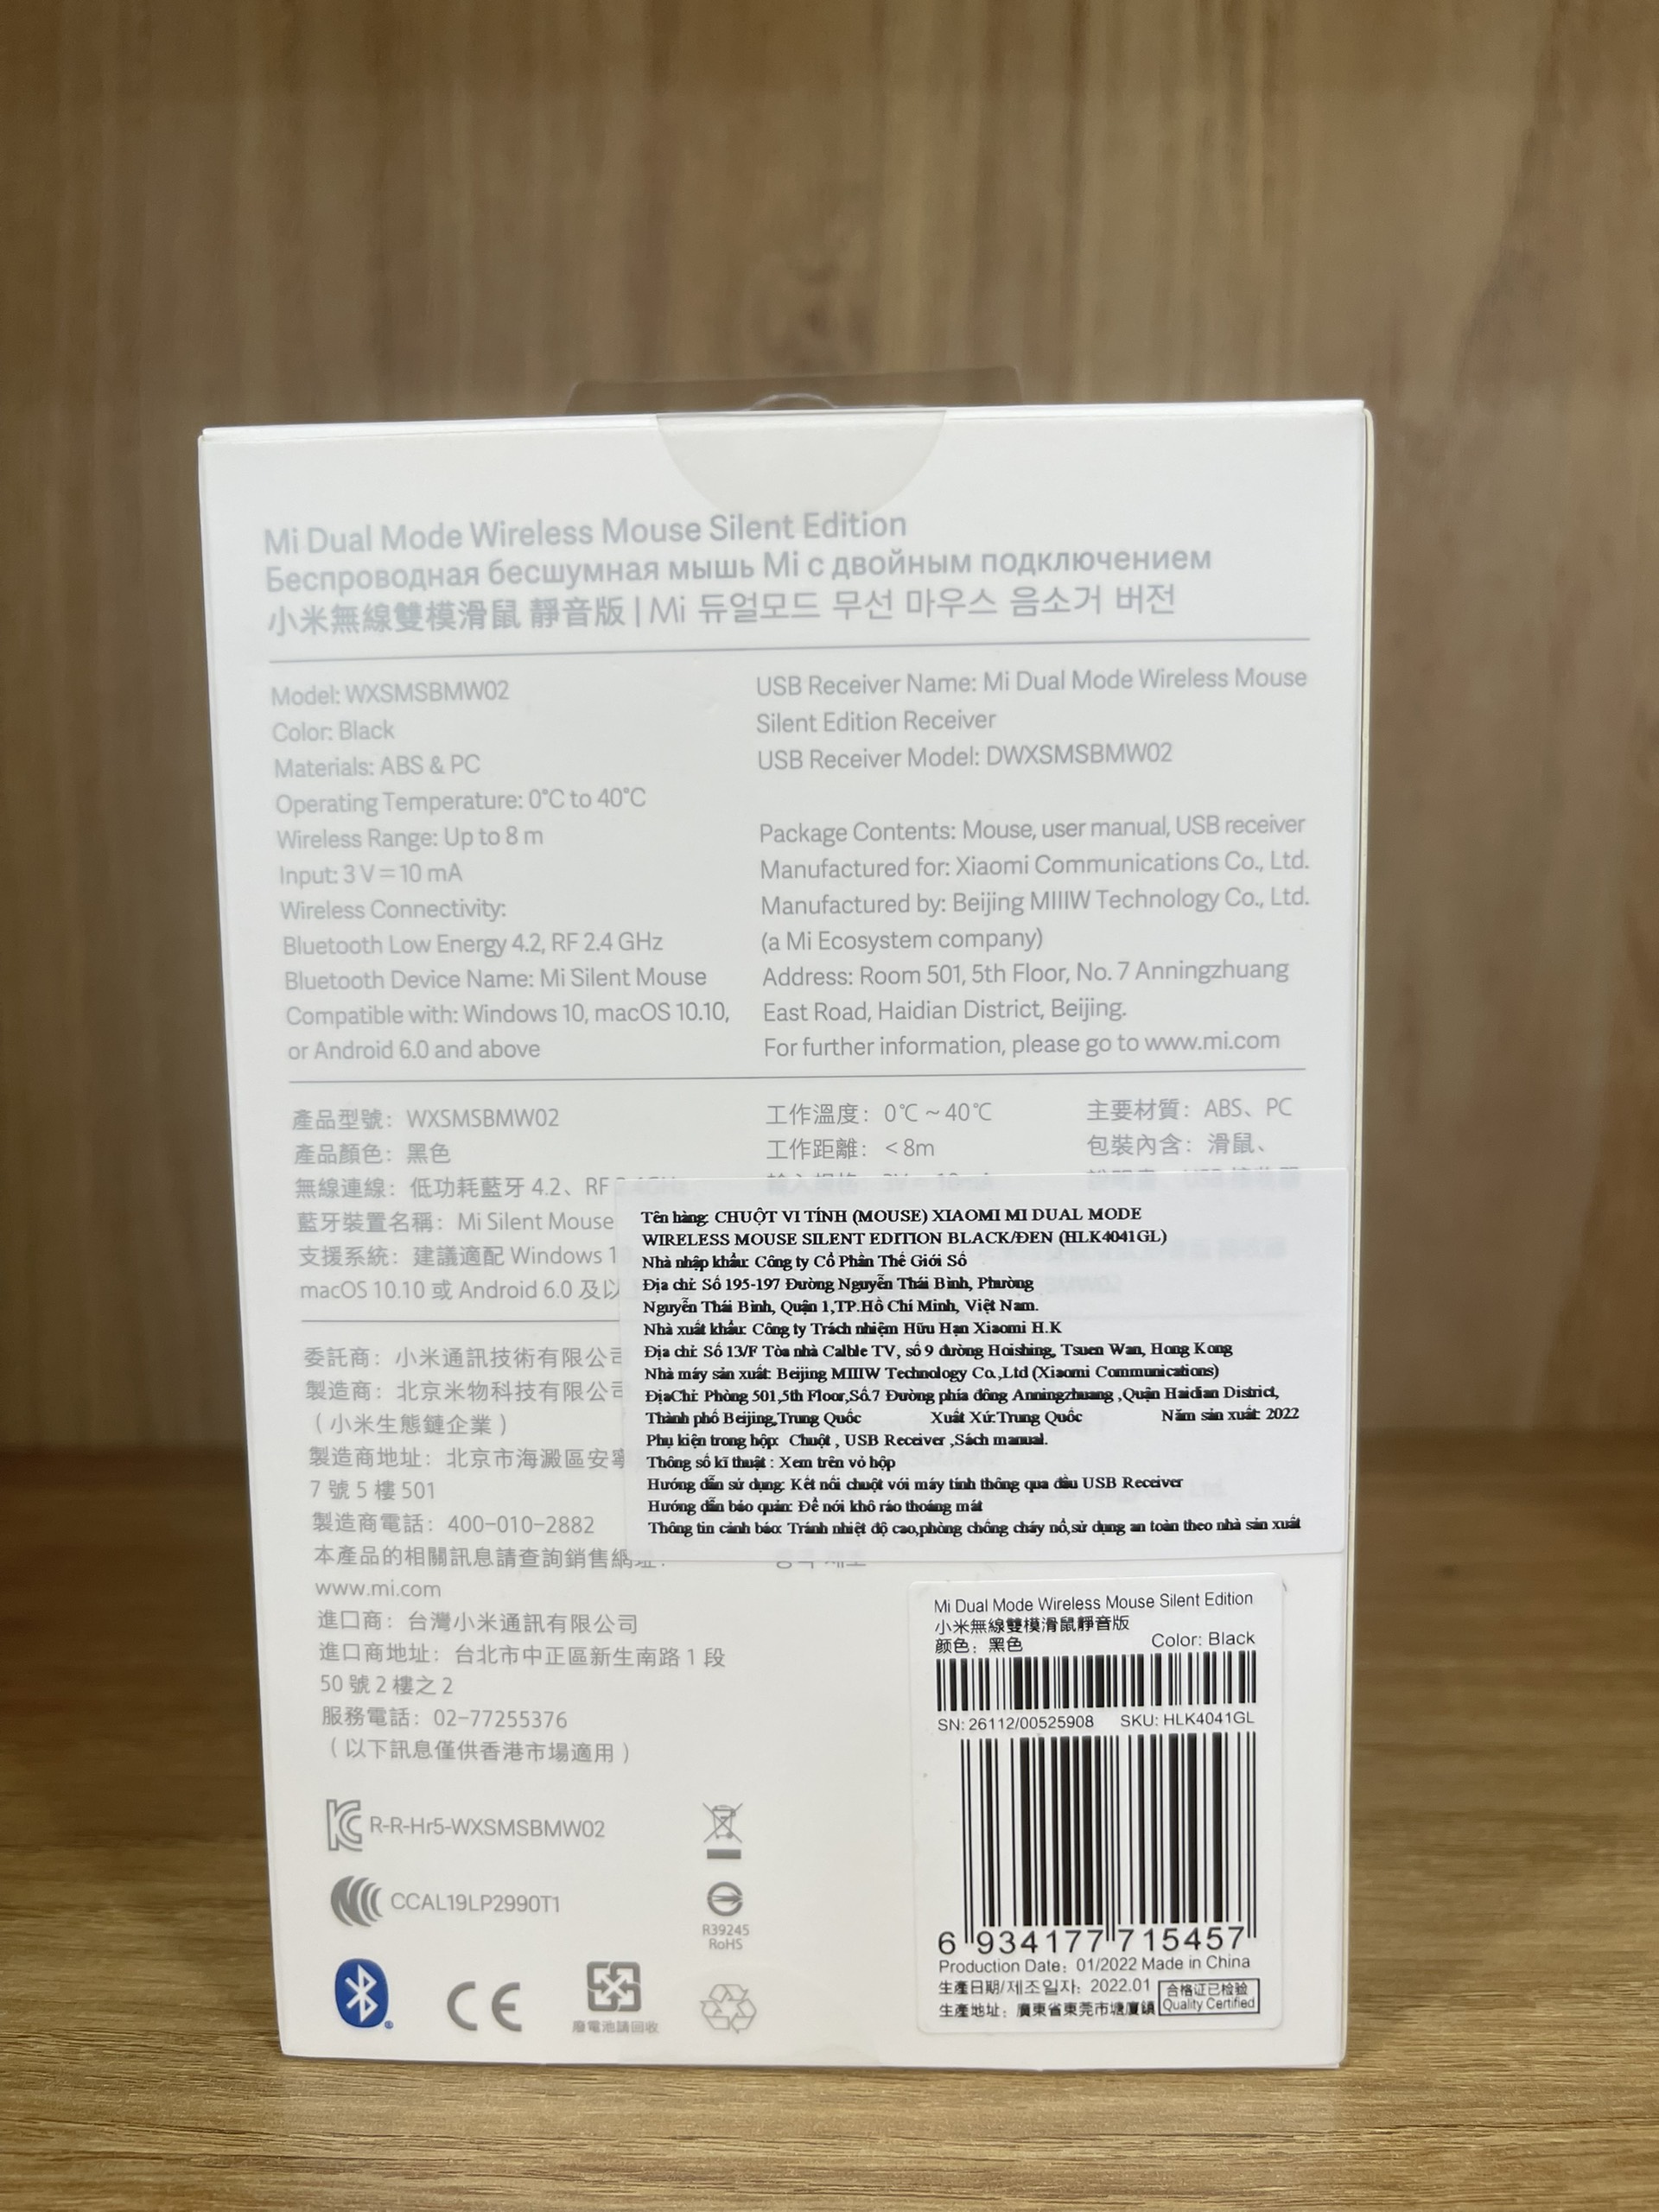 Mi Dual Mode Wireless Mouse Silent Edition
Беспроводная бесшумная мышь Mi с двойным подключением
小米無線雙模滑鼠 靜音版 | Mi 듀얼모드 무선 마우스 음소거 버전
Model: WXSMSBMW02
Color: Black
Materials: ABS & PC
Operating Temperature: 0°C to 40°C
Wireless Range: Up to 8 m
Input: 3 V ⎓ 10 mA
Wireless Connectivity:
Bluetooth Low Energy 4.2, RF 2.4 GHz
Bluetooth Device Name: Mi Silent Mouse
Compatible with: Windows 10, macOS 10.10,
or Android 6.0 and above
USB Receiver Name: Mi Dual Mode Wireless Mouse
Silent Edition Receiver
USB Receiver Model: DWXSMSBMW02
Package Contents: Mouse, user manual, USB receiver
Manufactured for: Xiaomi Communications Co., Ltd.
Manufactured by: Beijing MIIIW Technology Co., Ltd.
(a Mi Ecosystem company)
Address: Room 501, 5th Floor, No. 7 Anningzhuang
East Road, Haidian District, Beijing.
For further information, please go to www.mi.com
產品型號：WXSMSBMW02
產品顏色：黑色
無線連線：低功耗藍牙 4.2、RF 2.4GHz
藍牙裝置名稱：Mi Silent Mouse
支援系統：建議適配 Windows 1
macOS 10.10 或 Android 6.0 及以
工作溫度：0℃ ~ 40℃
工作距離：< 8m
主要材質：ABS、PC
包裝內含：滑鼠、
Tên hàng: CHUỘT VI TÍNH (MOUSE) XIAOMI MI DUAL MODE
WIRELESS MOUSE SILENT EDITION BLACK/ĐEN (HLK4041GL)
Nhà nhập khẩu: Công ty Cổ Phần Thế Giới Số
Địa chỉ: Số 195-197 Đường Nguyễn Thái Bình, Phường
Nguyễn Thái Bình, Quận 1,TP.Hồ Chí Minh, Việt Nam.
Nhà xuất khẩu: Công ty Trách nhiệm Hữu Hạn Xiaomi H.K
Địa chỉ: Số 13/F Tòa nhà Calble TV, số 9 đường Hoishing, Tsuen Wan, Hong Kong
Nhà máy sản xuất: Beijing MIIIW Technology Co.,Ltd (Xiaomi Communications)
ĐịaChỉ: Phòng 501,5th Floor,Số.7 Đường phía đông Anningzhuang ,Quận Haidian District,
Thành phố Beijing,Trung Quốc Xuất Xứ:Trung Quốc Năm sản xuất: 2022
Phụ kiện trong hộp: Chuột , USB Receiver ,Sách manual.
Thông số kĩ thuật : Xem trên vỏ hộp
Hướng dẫn sử dụng: Kết nối chuột với máy tính thông qua đầu USB Receiver
Hướng dẫn bảo quản: Để nói khô ráo thoáng mát
Thông tin cảnh báo: Tránh nhiệt độ cao,phòng chống cháy nổ,sử dụng an toàn theo nhà sản xuất
委託商：小米通訊技術有限公司
製造商：北京米物科技有限公司
（小米生態鏈企業）
製造商地址：北京市海澱區安寧
7 號 5 樓 501
製造商電話：400-010-2882
本產品的相關訊息請查詢銷售網址：
www.mi.com
進口商：台灣小米通訊有限公司
進口商地址：台北市中正區新生南路 1 段
50 號 2 樓之 2
服務電話：02-77255376
（以下訊息僅供香港市場適用）
R-R-Hr5-WXSMSBMW02
CCAL19LP2990T1
R39245
RoHS
CE
廢電池請回收
Mi Dual Mode Wireless Mouse Silent Edition
小米無線雙模滑鼠靜音版
颜色：黑色 Color: Black
SN: 26112/00525908 SKU: HLK4041GL
6 934177 715457
Production Date: 01/2022 Made in China
生產日期/제조일자: 2022.01
生產地址：廣東省東莞市塘廈鎮
合格证已检验
Quality Certified